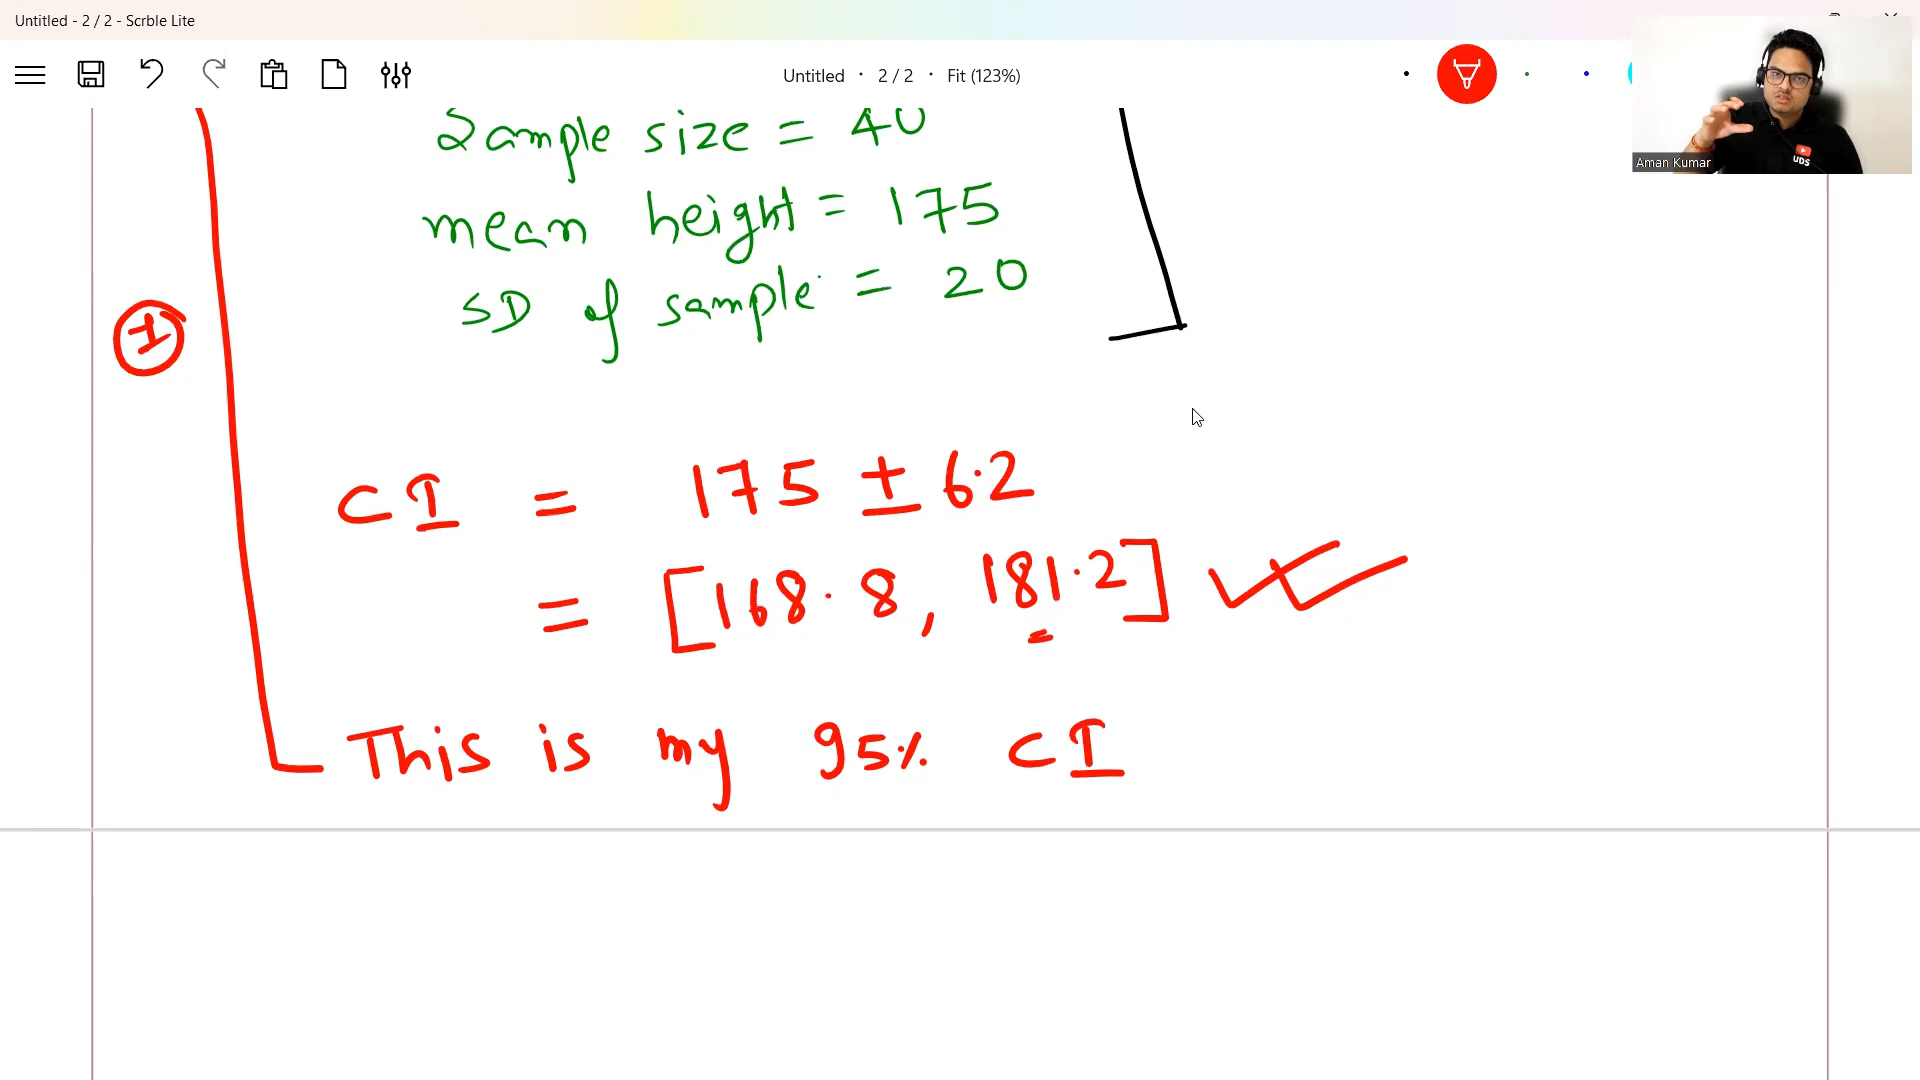 Untitled - 2 / 2 - Scrble Lite
Untitled • 2 / 2 • Fit (123%)
Aman Kumar
UDS
Sample size = 40
mean height = 175
SD of sample = 20
I
CI = 175 ± 6.2
= [168.8, 181.2]
This is my 95% CI